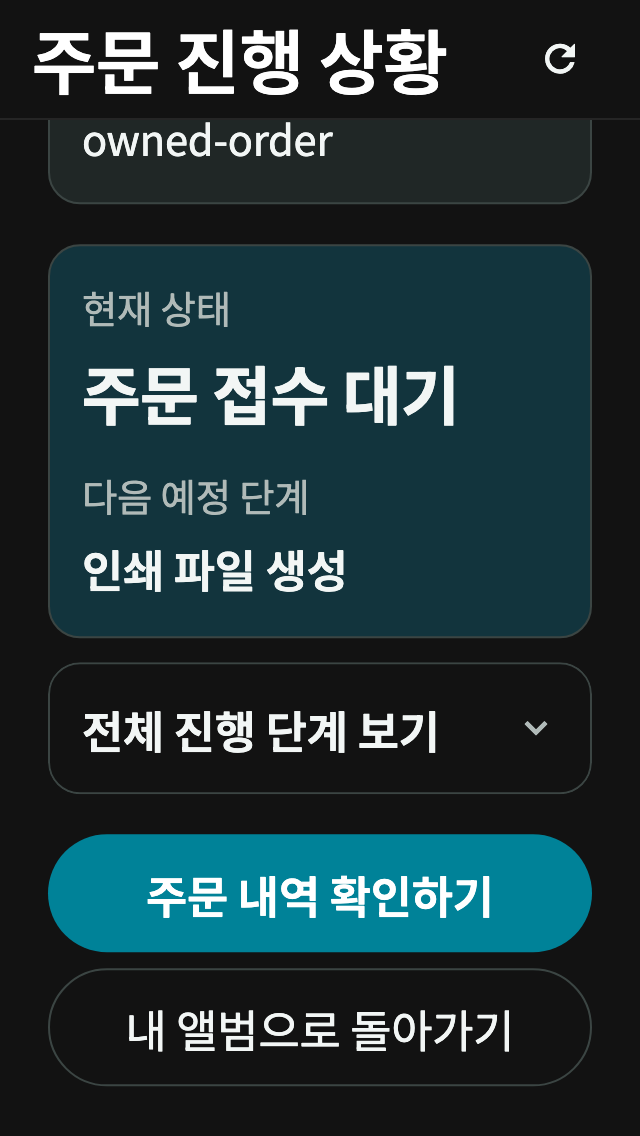 주문 진행 상황
owned-order
현재 상태
주문 접수 대기
다음 예정 단계
인쇄 파일 생성
전체 진행 단계 보기
주문 내역 확인하기
내 앨범으로 돌아가기